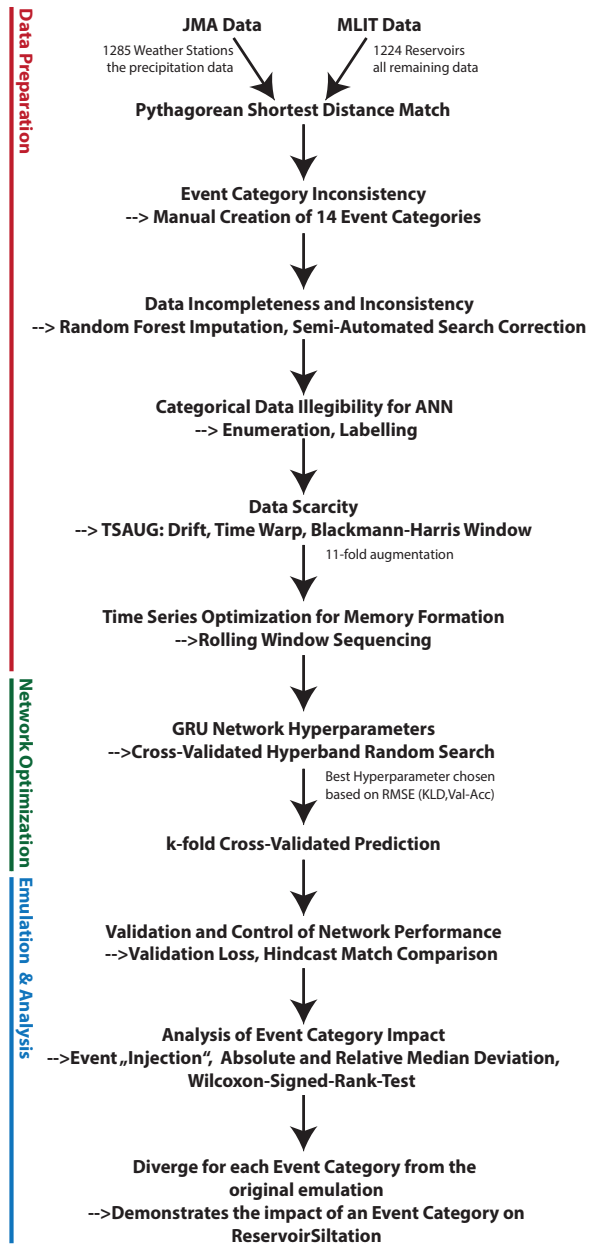 JMA Data
MLIT Data
1285 Weather Stations
the precipitation data
1224 Reservoirs
all remaining data
Pythagorean Shortest Distance Match
Event Category Inconsistency
--> Manual Creation of 14 Event Categories
Data Incompleteness and Inconsistency
--> Random Forest Imputation, Semi-Automated Search Correction
Categorical Data Illegibility for ANN
--> Enumeration, Labelling
Data Scarcity
--> TSAUG: Drift, Time Warp, Blackmann-Harris Window
11-fold augmentation
Time Series Optimization for Memory Formation
-->Rolling Window Sequencing
GRU Network Hyperparameters
-->Cross-Validated Hyperband Random Search
Best Hyperparameter chosen
based on RMSE (KLD,Val-Acc)
k-fold Cross-Validated Prediction
Validation and Control of Network Performance
-->Validation Loss, Hindcast Match Comparison
Analysis of Event Category Impact
-->Event „Injection“, Absolute and Relative Median Deviation,
Wilcoxon-Signed-Rank-Test
Diverge for each Event Category from the
original emulation
-->Demonstrates the impact of an Event Category on
ReservoirSiltation
Data Preparation
Network Optimization
Emulation & Analysis